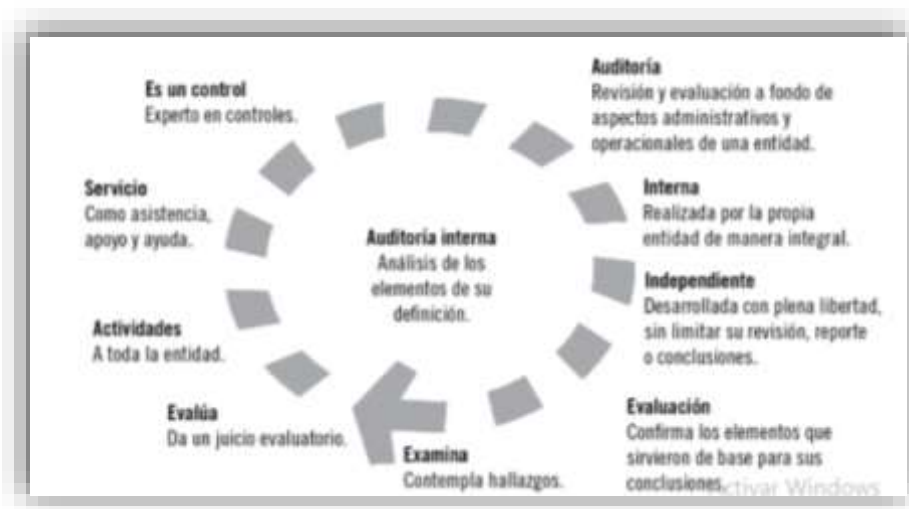 Auditoría
Revisión y evaluación a fondo de
aspectos administrativos y
operacionales de una entidad.
Interna
Realizada por la propia
entidad de manera integral.
Independiente
Desarrollada con plena libertad,
sin limitar su revisión, reporte
o conclusiones.
Evaluación
Confirma los elementos que
sirvieron de base para sus
conclusiones.
Examina
Contempla hallazgos.
Evalúa
Da un juicio evaluatorio.
Actividades
A toda la entidad.
Servicio
Como asistencia,
apoyo y ayuda.
Es un control
Experto en controles.
Auditoría interna
Análisis de los
elementos de su
definición.
Activar Windows